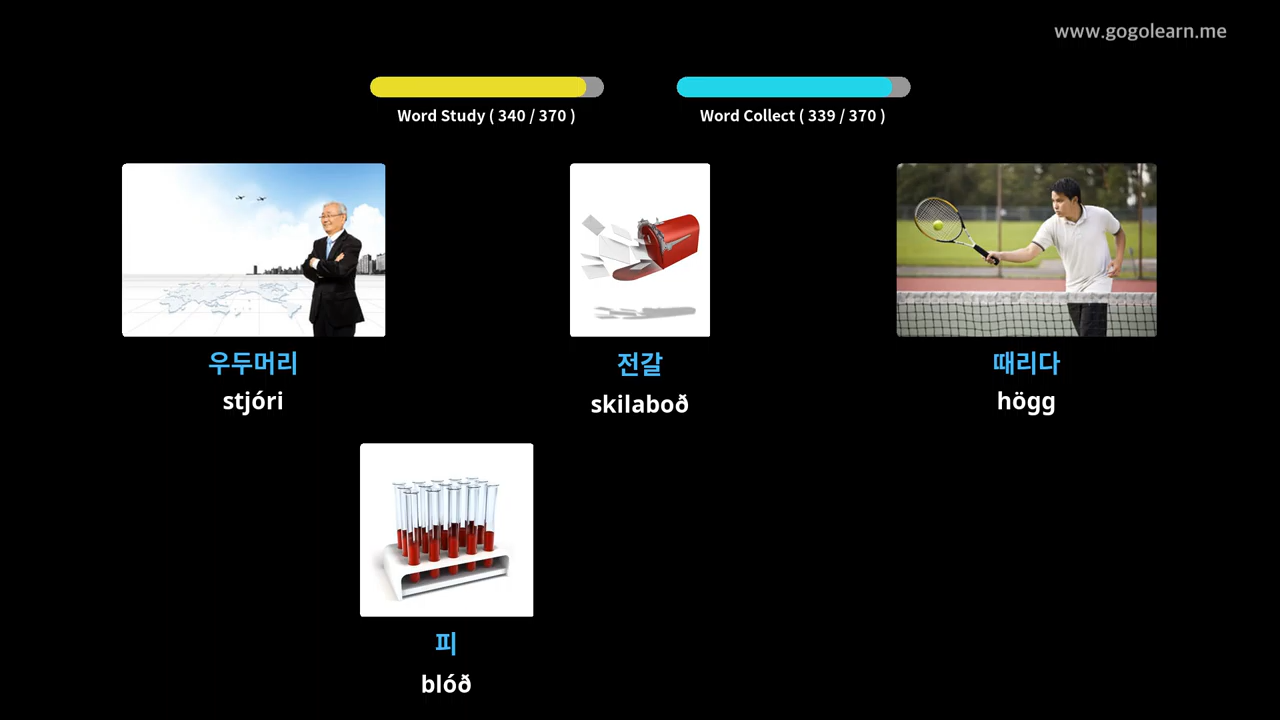 www.gogolearn.me
Word Study ( 340 / 370 )
Word Collect ( 339 / 370 )
우두머리
stjóri
전갈
skilaboð
때리다
högg
피
blóð